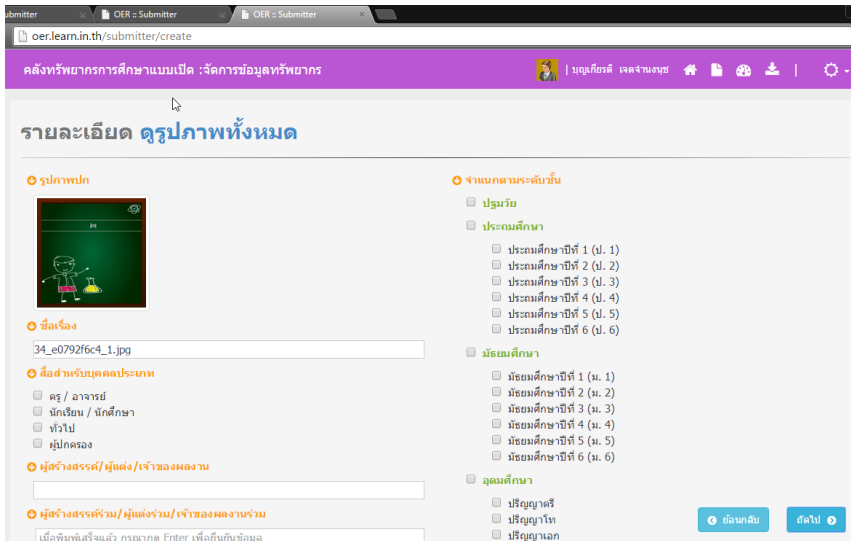 ubmitter
OER :: Submitter
OER :: Submitter
oer.learn.in.th/submitter/create
คลังทรัพยากรการศึกษาแบบเปิด :จัดการข้อมูลทรัพยากร
| บุญเกียรติ เจตจำนงนุช
|
รายละเอียด ดูรูปภาพทั้งหมด
รูปภาพปก
ชื่อเรื่อง
34_e0792f6c4_1.jpg
สื่อสำหรับบุคคลประเภท
ครู / อาจารย์
นักเรียน / นักศึกษา
ทั่วไป
ผู้ปกครอง
ผู้สร้างสรรค์/ผู้แต่ง/เจ้าของผลงาน
ผู้สร้างสรรค์ร่วม/ผู้แต่งร่วม/เจ้าของผลงานร่วม
เมื่อพิมพ์เสร็จแล้ว กรุณากด Enter เพื่อยืนยันข้อมูล
จำแนกตามระดับชั้น
ปฐมวัย
ประถมศึกษา
ประถมศึกษาปีที่ 1 (ป. 1)
ประถมศึกษาปีที่ 2 (ป. 2)
ประถมศึกษาปีที่ 3 (ป. 3)
ประถมศึกษาปีที่ 4 (ป. 4)
ประถมศึกษาปีที่ 5 (ป. 5)
ประถมศึกษาปีที่ 6 (ป. 6)
มัธยมศึกษา
มัธยมศึกษาปีที่ 1 (ม. 1)
มัธยมศึกษาปีที่ 2 (ม. 2)
มัธยมศึกษาปีที่ 3 (ม. 3)
มัธยมศึกษาปีที่ 4 (ม. 4)
มัธยมศึกษาปีที่ 5 (ม. 5)
มัธยมศึกษาปีที่ 6 (ม. 6)
อุดมศึกษา
ปริญญาตรี
ปริญญาโท
ปริญญาเอก
ย้อนกลับ
ถัดไป